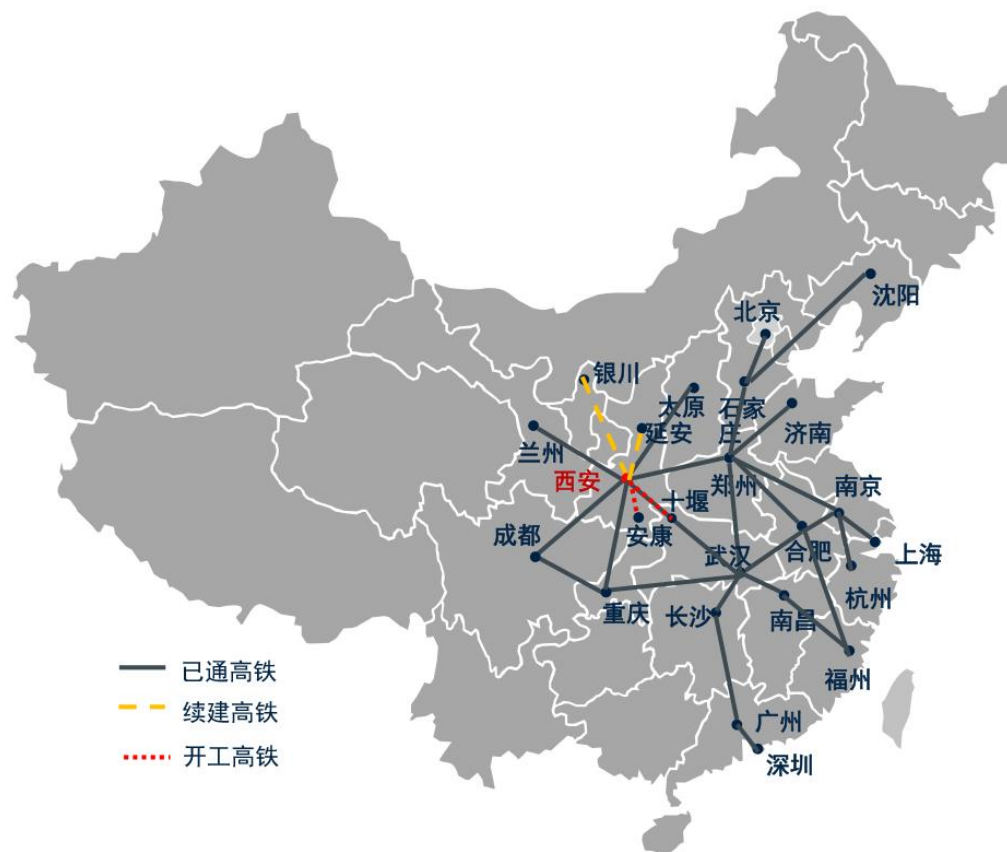 沈阳
北京
银川
太原
石家
庄
延安
济南
兰州
郑州
西安
十堰
南京
安康
成都
武汉
合肥
上海
杭州
重庆
长沙
南昌
福州
广州
深圳
已通高铁
续建高铁
开工高铁